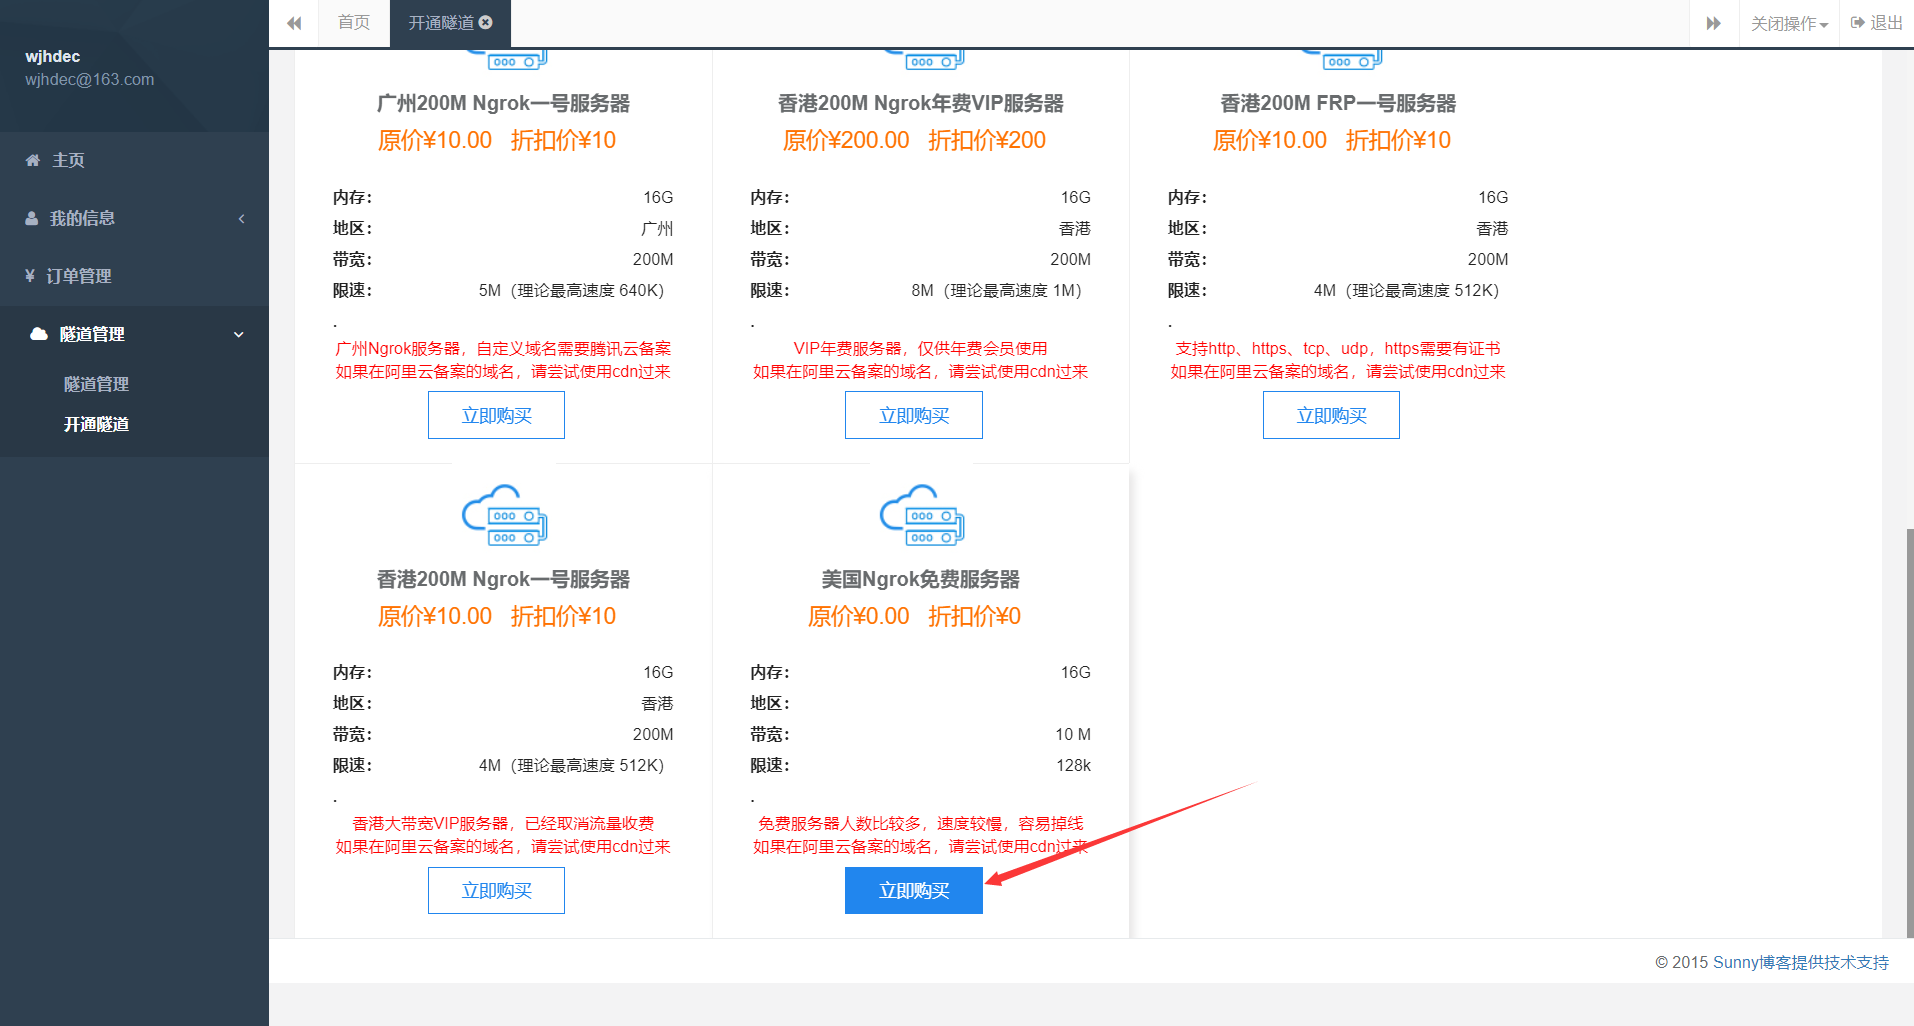 wjhdec
wjhdec@163.com
主页
我的信息
¥ 订单管理
隧道管理
隧道管理
开通隧道
首页
开通隧道
关闭操作
退出
广州200M Ngrok一号服务器
原价¥10.00 折扣价¥10
内存： 16G
地区： 广州
带宽： 200M
限速： 5M（理论最高速度 640K）
.
广州Ngrok服务器，自定义域名需要腾讯云备案
如果在阿里云备案的域名，请尝试使用cdn过来
立即购买
香港200M Ngrok年费VIP服务器
原价¥200.00 折扣价¥200
内存： 16G
地区： 香港
带宽： 200M
限速： 8M（理论最高速度 1M）
.
VIP年费服务器，仅供年费会员使用
如果在阿里云备案的域名，请尝试使用cdn过来
立即购买
香港200M FRP一号服务器
原价¥10.00 折扣价¥10
内存： 16G
地区： 香港
带宽： 200M
限速： 4M（理论最高速度 512K）
.
支持http、https、tcp、udp，https需要有证书
如果在阿里云备案的域名，请尝试使用cdn过来
立即购买
香港200M Ngrok一号服务器
原价¥10.00 折扣价¥10
内存： 16G
地区： 香港
带宽： 200M
限速： 4M（理论最高速度 512K）
.
香港大带宽VIP服务器，已经取消流量收费
如果在阿里云备案的域名，请尝试使用cdn过来
立即购买
美国Ngrok免费服务器
原价¥0.00 折扣价¥0
内存： 16G
地区：
带宽： 10 M
限速： 128k
.
免费服务器人数比较多，速度较慢，容易掉线
如果在阿里云备案的域名，请尝试使用cdn过来
立即购买
© 2015 Sunny博客提供技术支持